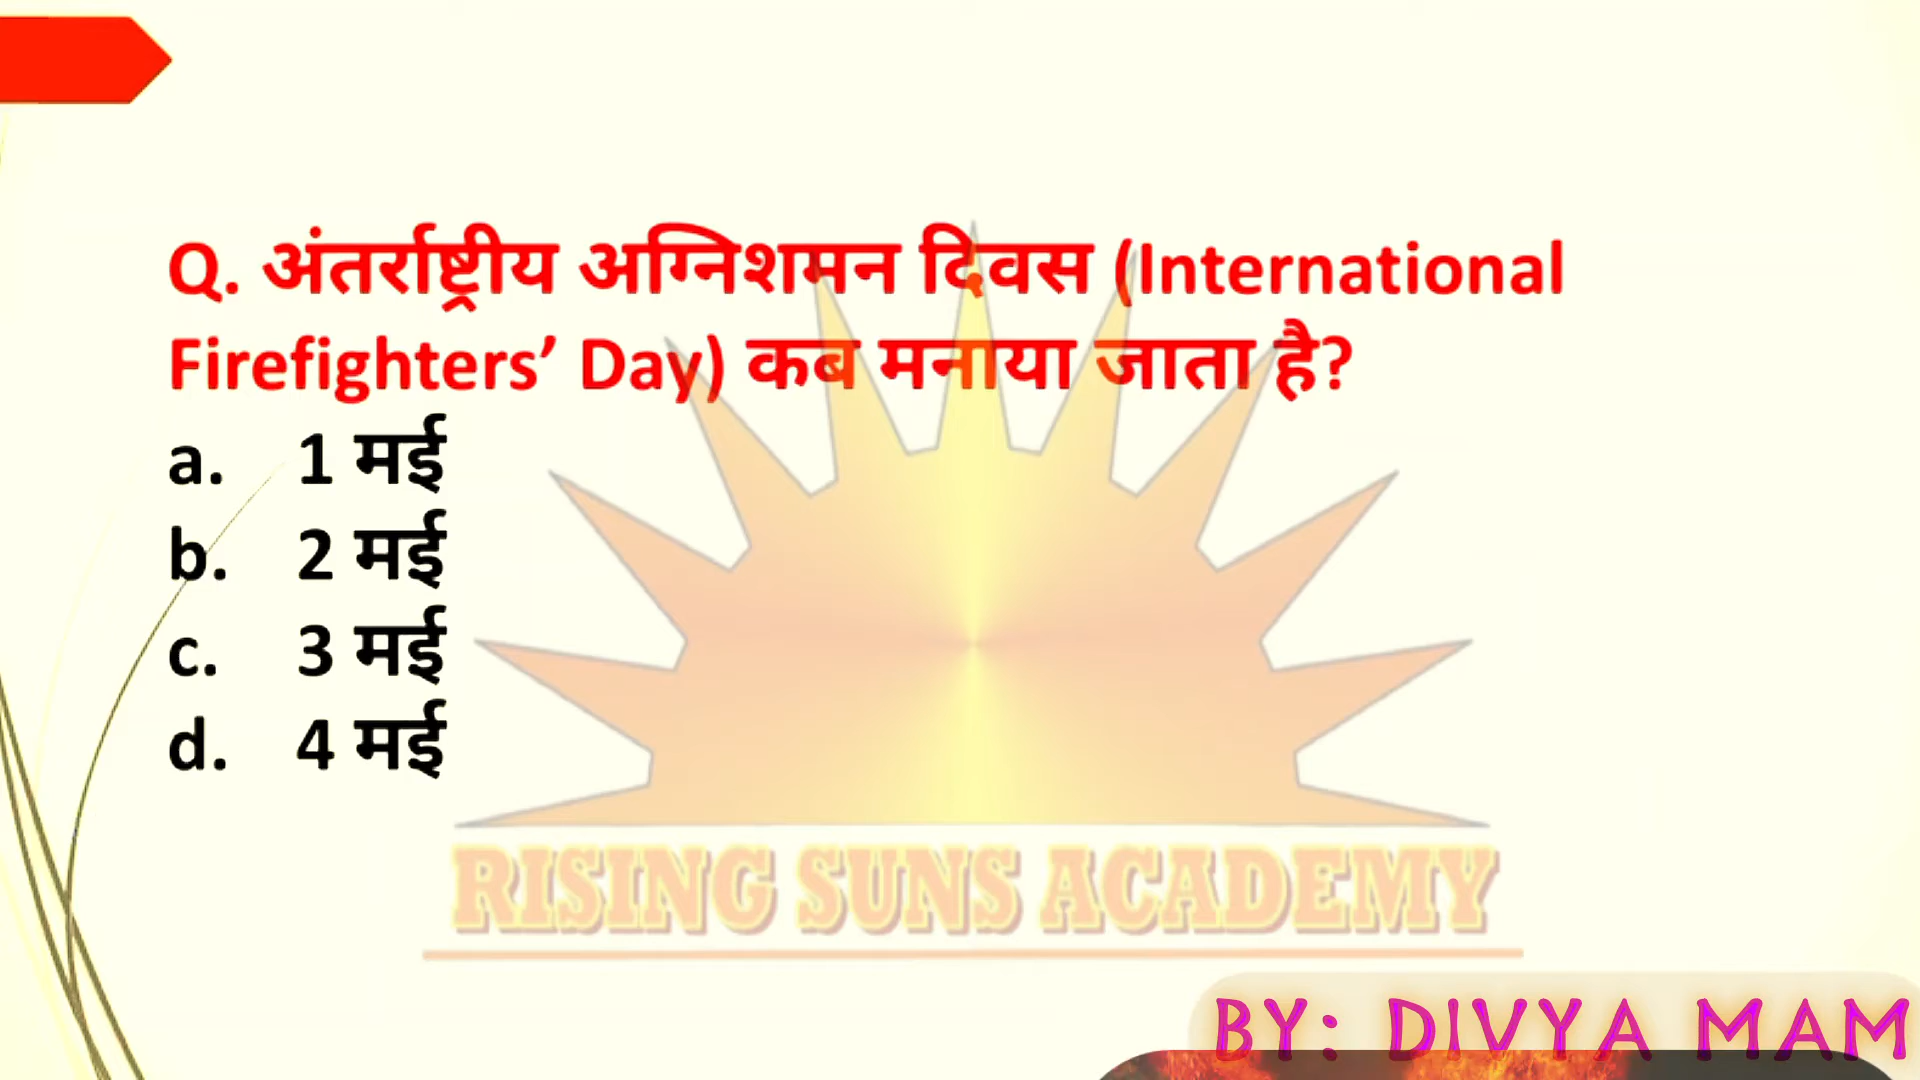 Q. अंतर्राष्ट्रीय अग्निशमन दिवस (International
Firefighters’ Day) कब मनाया जाता है?
a. 1 मई
b. 2 मई
c. 3 मई
d. 4 मई
RISING SUNS ACADEMY
BY: DIVYA MAM